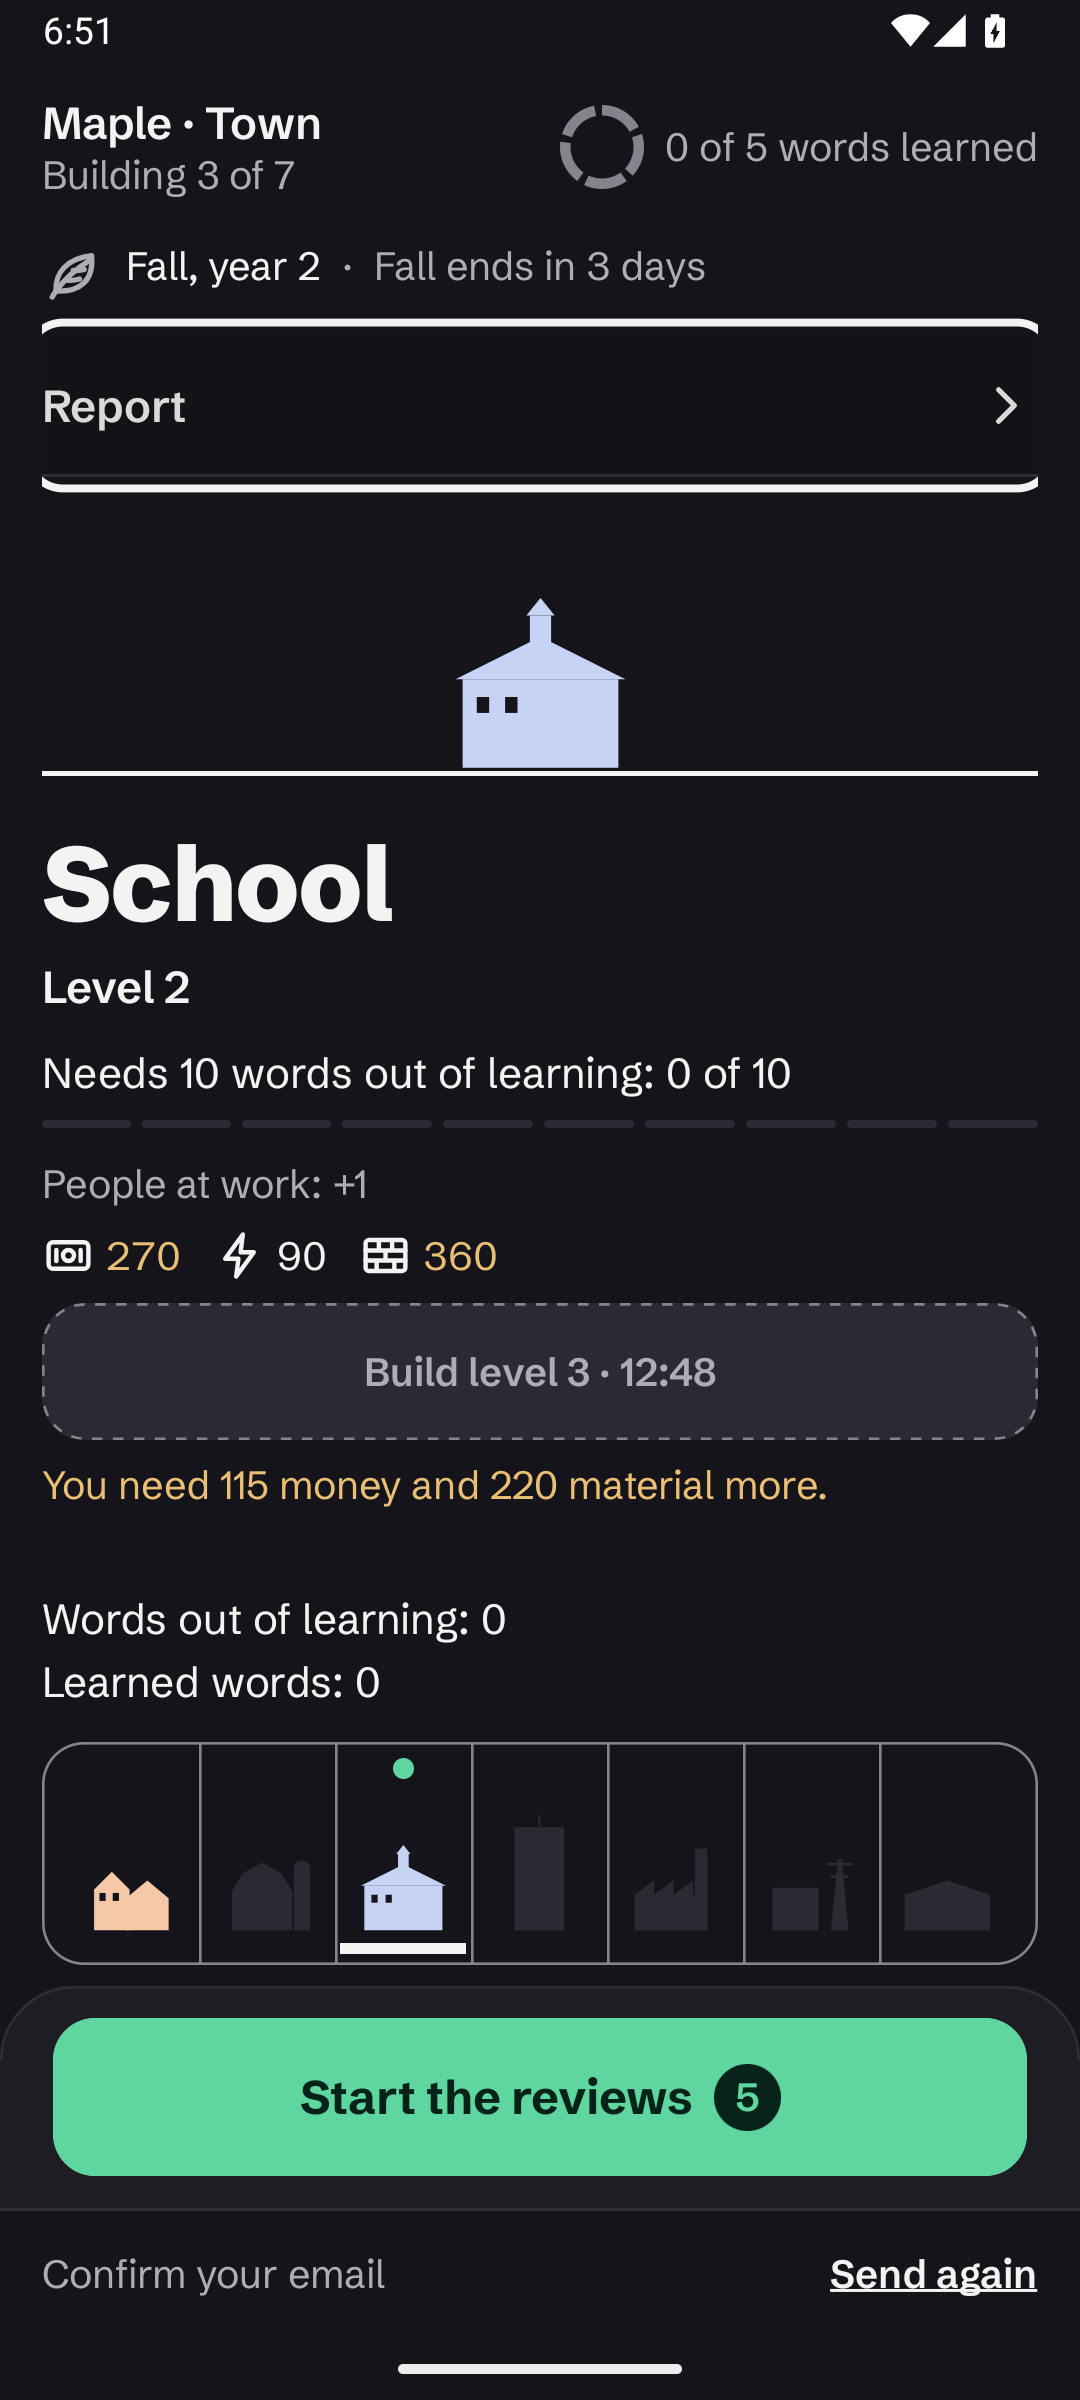 6:51
Maple · Town
Building 3 of 7
0 of 5 words learned
Fall, year 2 · Fall ends in 3 days
Report
School
Level 2
Needs 10 words out of learning: 0 of 10
People at work: +1
270 90 360
Build level 3 · 12:48
You need 115 money and 220 material more.
Words out of learning: 0
Learned words: 0
Start the reviews 5
Confirm your email
Send again